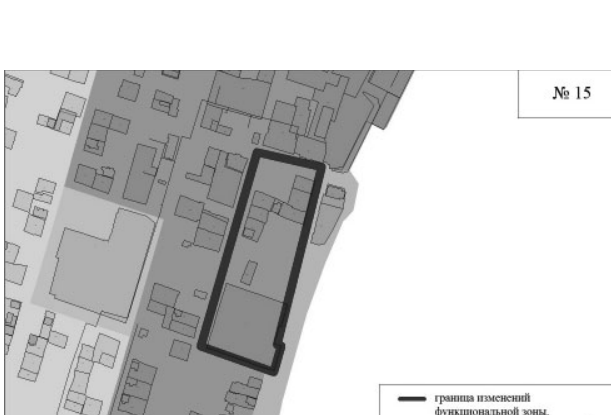 № 15
граница изменений
функциональной зоны,